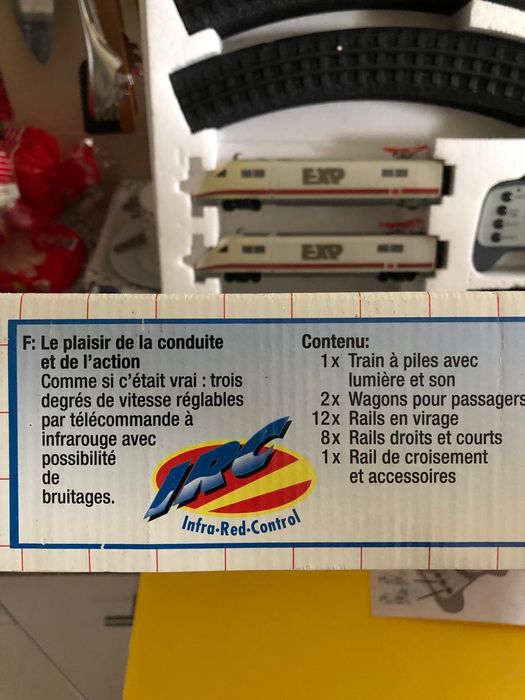 EXP
EXP
F: Le plaisir de la conduite
et de l'action
Comme si c'était vrai : trois
degrés de vitesse réglables
par télécommande à
infrarouge avec
possibilité
de
bruitages.
IRC
Infra-Red-Control
Contenu:
1x Train à piles avec
lumière et son
2x Wagons pour passagers
12x Rails en virage
8x Rails droits et courts
1x Rail de croisement
et accessoires